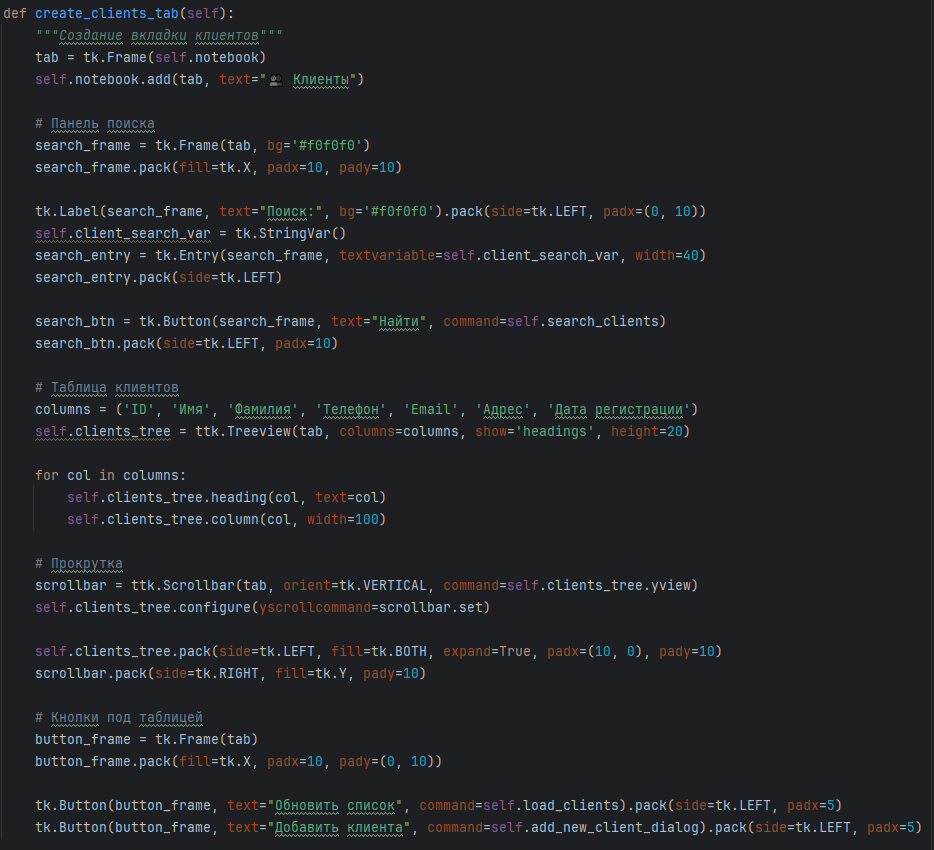 def create_clients_tab(self):
    """Создание вкладки клиентов"""
    tab = tk.Frame(self.notebook)
    self.notebook.add(tab, text="👥 Клиенты")

    # Панель поиска
    search_frame = tk.Frame(tab, bg='#f0f0f0')
    search_frame.pack(fill=tk.X, padx=10, pady=10)

    tk.Label(search_frame, text="Поиск:", bg='#f0f0f0').pack(side=tk.LEFT, padx=(0, 10))
    self.client_search_var = tk.StringVar()
    search_entry = tk.Entry(search_frame, textvariable=self.client_search_var, width=40)
    search_entry.pack(side=tk.LEFT)

    search_btn = tk.Button(search_frame, text="Найти", command=self.search_clients)
    search_btn.pack(side=tk.LEFT, padx=10)

    # Таблица клиентов
    columns = ('ID', 'Имя', 'Фамилия', 'Телефон', 'Email', 'Адрес', 'Дата регистрации')
    self.clients_tree = ttk.Treeview(tab, columns=columns, show='headings', height=20)

    for col in columns:
        self.clients_tree.heading(col, text=col)
        self.clients_tree.column(col, width=100)

    # Прокрутка
    scrollbar = ttk.Scrollbar(tab, orient=tk.VERTICAL, command=self.clients_tree.yview)
    self.clients_tree.configure(yscrollcommand=scrollbar.set)

    self.clients_tree.pack(side=tk.LEFT, fill=tk.BOTH, expand=True, padx=(10, 0), pady=10)
    scrollbar.pack(side=tk.RIGHT, fill=tk.Y, pady=10)

    # Кнопки под таблицей
    button_frame = tk.Frame(tab)
    button_frame.pack(fill=tk.X, padx=10, pady=(0, 10))

    tk.Button(button_frame, text="Обновить список", command=self.load_clients).pack(side=tk.LEFT, padx=5)
    tk.Button(button_frame, text="Добавить клиента", command=self.add_new_client_dialog).pack(side=tk.LEFT, padx=5)